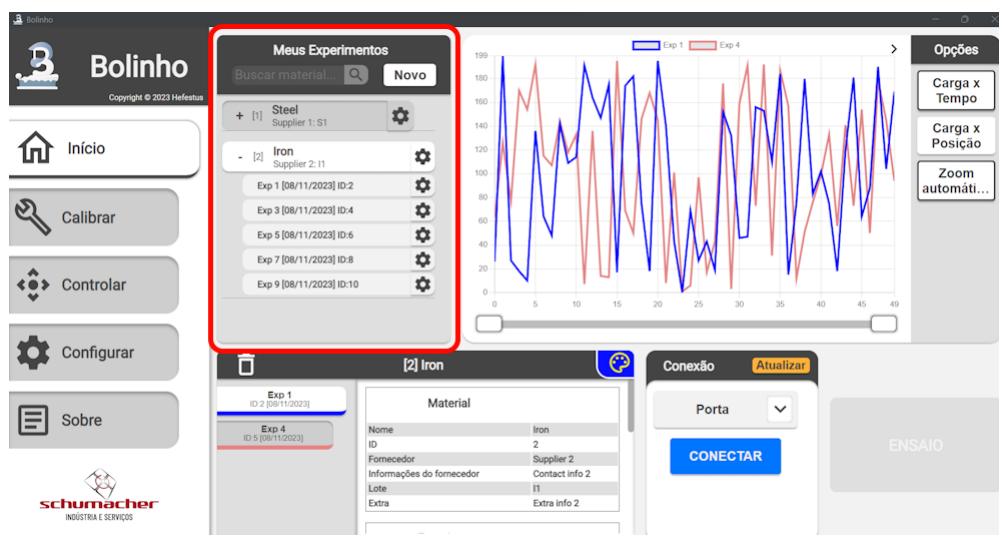 Bolinho
Bolinho
Copyright © 2023 Hefestus
Início
Calibrar
Controlar
Configurar
Sobre
schumacher
INDÚSTRIA E SERVIÇOS
Meus Experimentos
Buscar material...
Novo
+ [1] Steel
Supplier 1: S1
- [2] Iron
Supplier 2: I1
Exp 1 [08/11/2023] ID:2
Exp 3 [08/11/2023] ID:4
Exp 5 [08/11/2023] ID:6
Exp 7 [08/11/2023] ID:8
Exp 9 [08/11/2023] ID:10
Exp 1 Exp 4
199
180
160
140
120
100
80
60
40
20
0
0 5 10 15 20 25 30 35 40 45 49
Opções
Carga x
Tempo
Carga x
Posição
Zoom
automáti...
[2] Iron
Exp 1
ID:2 [08/11/2023]
Exp 4
ID:5 [08/11/2023]
Material
Nome Iron
ID 2
Fornecedor Supplier 2
Informações do fornecedor Contact info 2
Lote I1
Extra Extra info 2
Conexão Atualizar
Porta
CONECTAR
ENSAIO